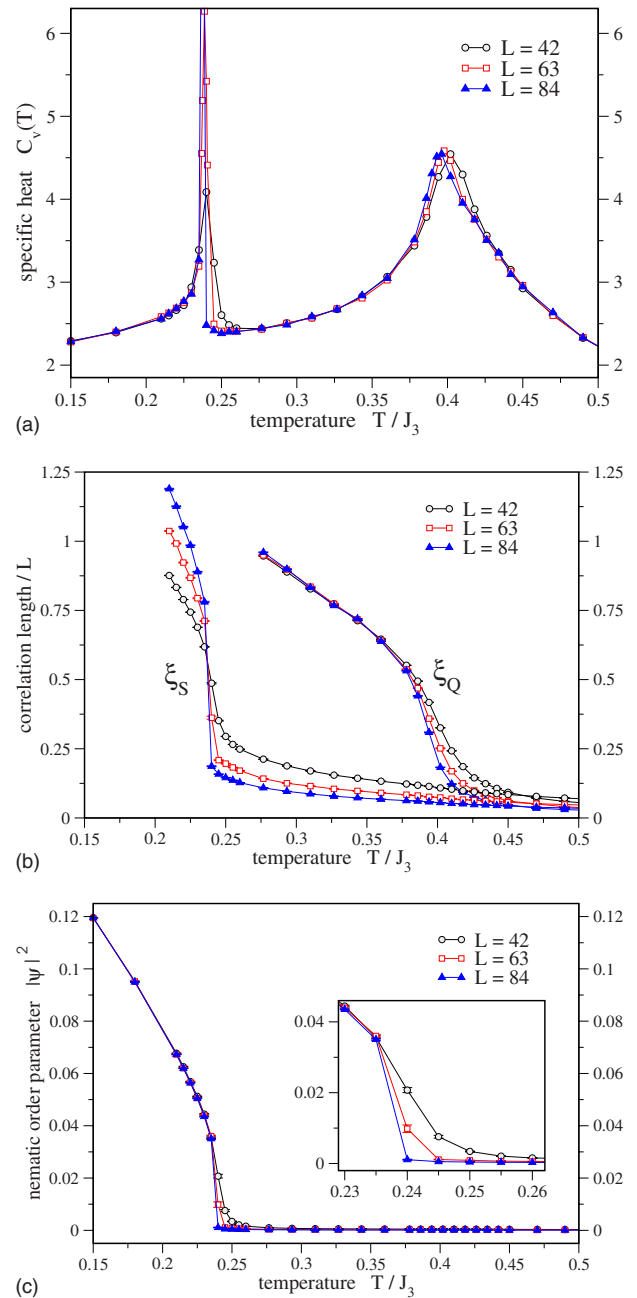 6
5
4
3
2
6
5
4
3
2
specific heat C_v(T)
L = 42
L = 63
L = 84
0.15 0.2 0.25 0.3 0.35 0.4 0.45 0.5
temperature T / J_3
(a)
1.25
1
0.75
0.5
0.25
0
1.25
1
0.75
0.5
0.25
0
correlation length / L
L = 42
L = 63
L = 84
ξ_S
ξ_Q
0.15 0.2 0.25 0.3 0.35 0.4 0.45 0.5
temperature T / J_3
(b)
0.12
0.1
0.08
0.06
0.04
0.02
0
0.12
0.1
0.08
0.06
0.04
0.02
0
nematic order parameter |ψ|^2
L = 42
L = 63
L = 84
0.04
0.02
0
0.23 0.24 0.25 0.26
0.15 0.2 0.25 0.3 0.35 0.4 0.45 0.5
temperature T / J_3
(c)